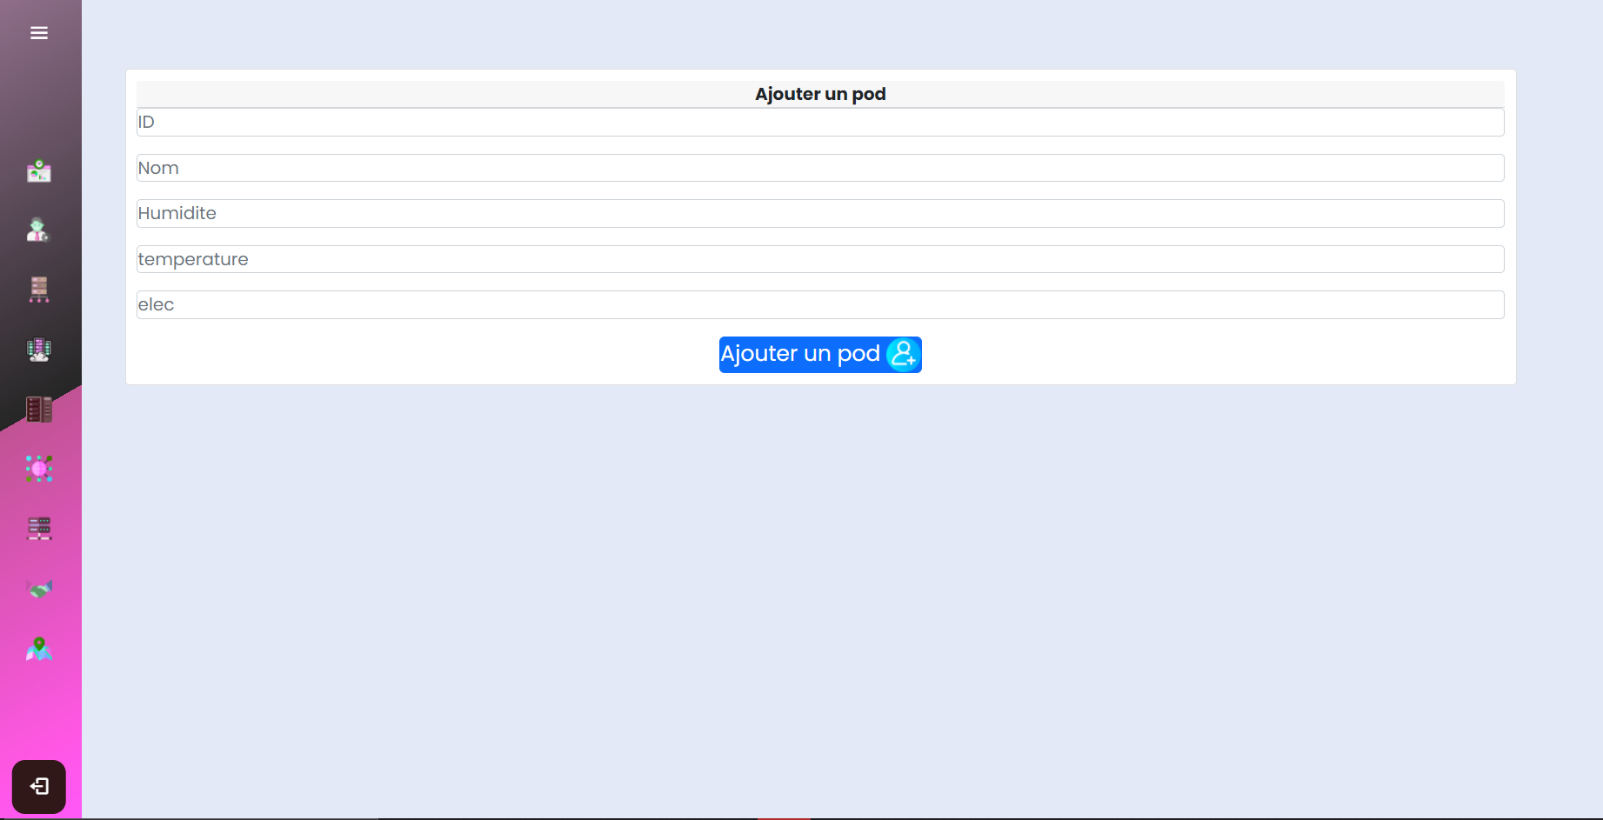 Ajouter un pod
ID
Nom
Humidite
temperature
elec
Ajouter un pod